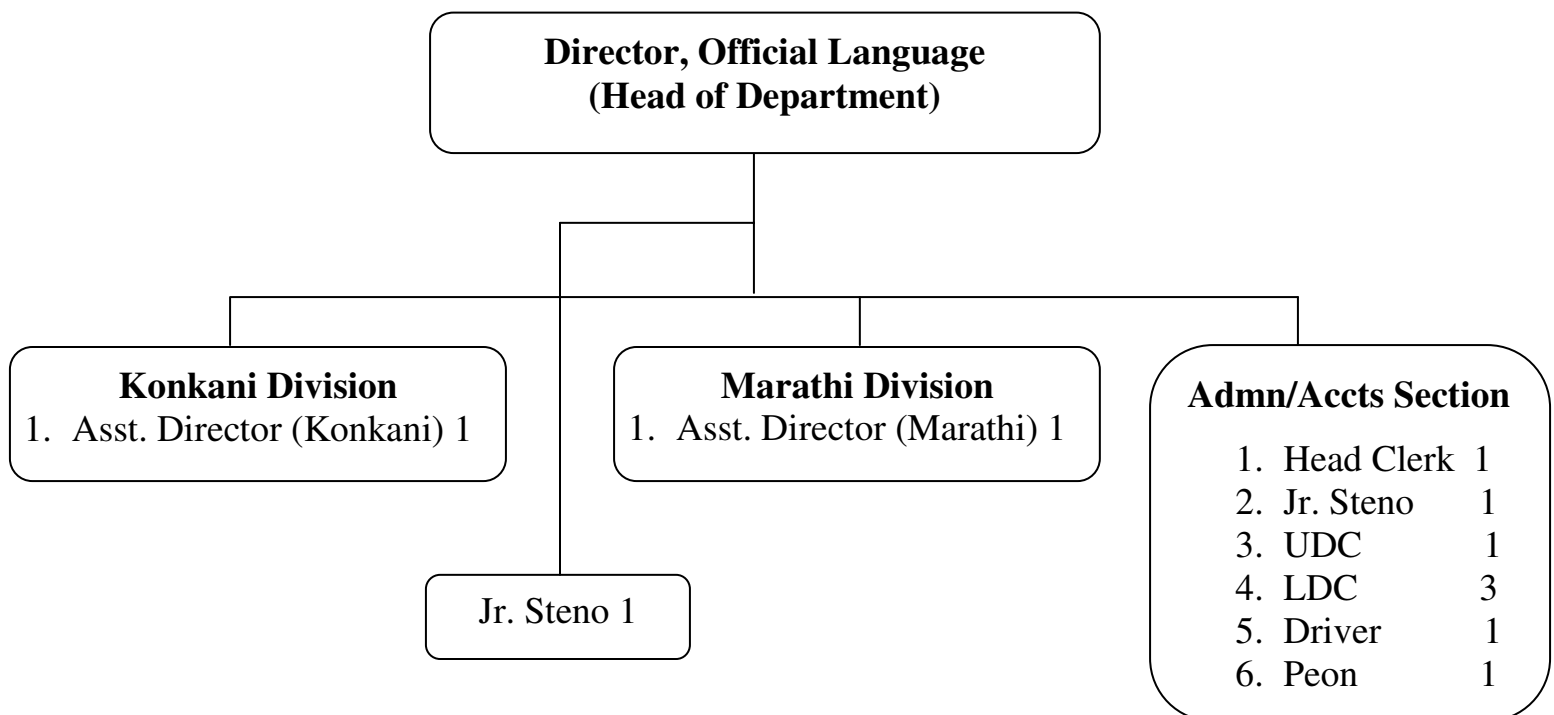 Director, Official Language
(Head of Department)
Konkani Division
1. Asst. Director (Konkani) 1
Marathi Division
1. Asst. Director (Marathi) 1
Admn/Accts Section
1. Head Clerk 1
2. Jr. Steno 1
3. UDC 1
4. LDC 3
5. Driver 1
6. Peon 1
Jr. Steno 1